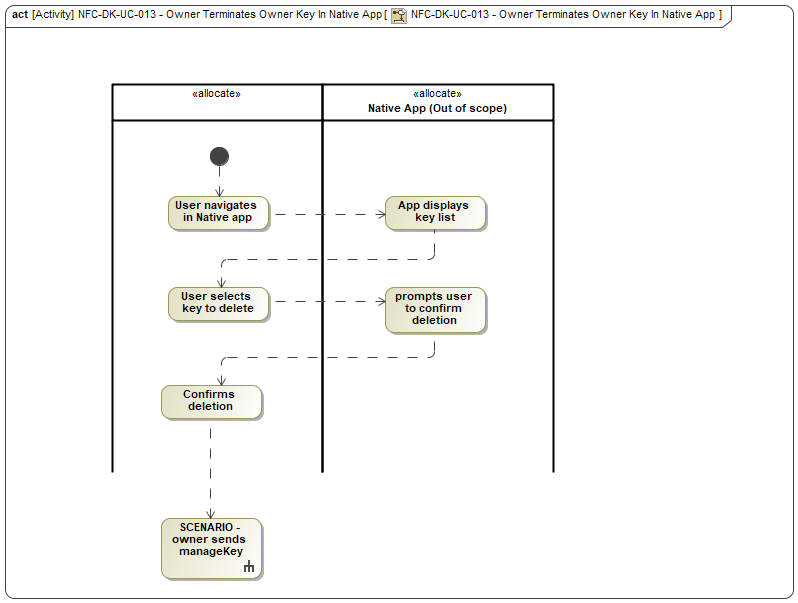 act [Activity] NFC-DK-UC-013 - Owner Terminates Owner Key In Native App [ NFC-DK-UC-013 - Owner Terminates Owner Key In Native App ]
«allocate»
«allocate»
Native App (Out of scope)
User navigates
in Native app
App displays
key list
User selects
key to delete
prompts user
to confirm
deletion
Confirms
deletion
SCENARIO -
owner sends
manageKey